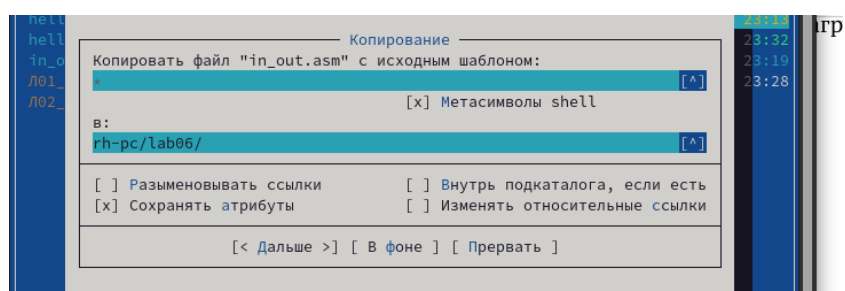 hell
hell
in_o
Л01_
Л02_
Копирование
Копировать файл "in_out.asm" с исходным шаблоном:
* [^]
[x] Метасимволы shell
в:
rh-pc/lab06/ [^]
[ ] Разыменовывать ссылки [ ] Внутрь подкаталога, если есть
[x] Сохранять атрибуты [ ] Изменять относительные ссылки
[< Дальше >] [ В фоне ] [ Прервать ]
23:13
23:32
23:19
23:28
агр